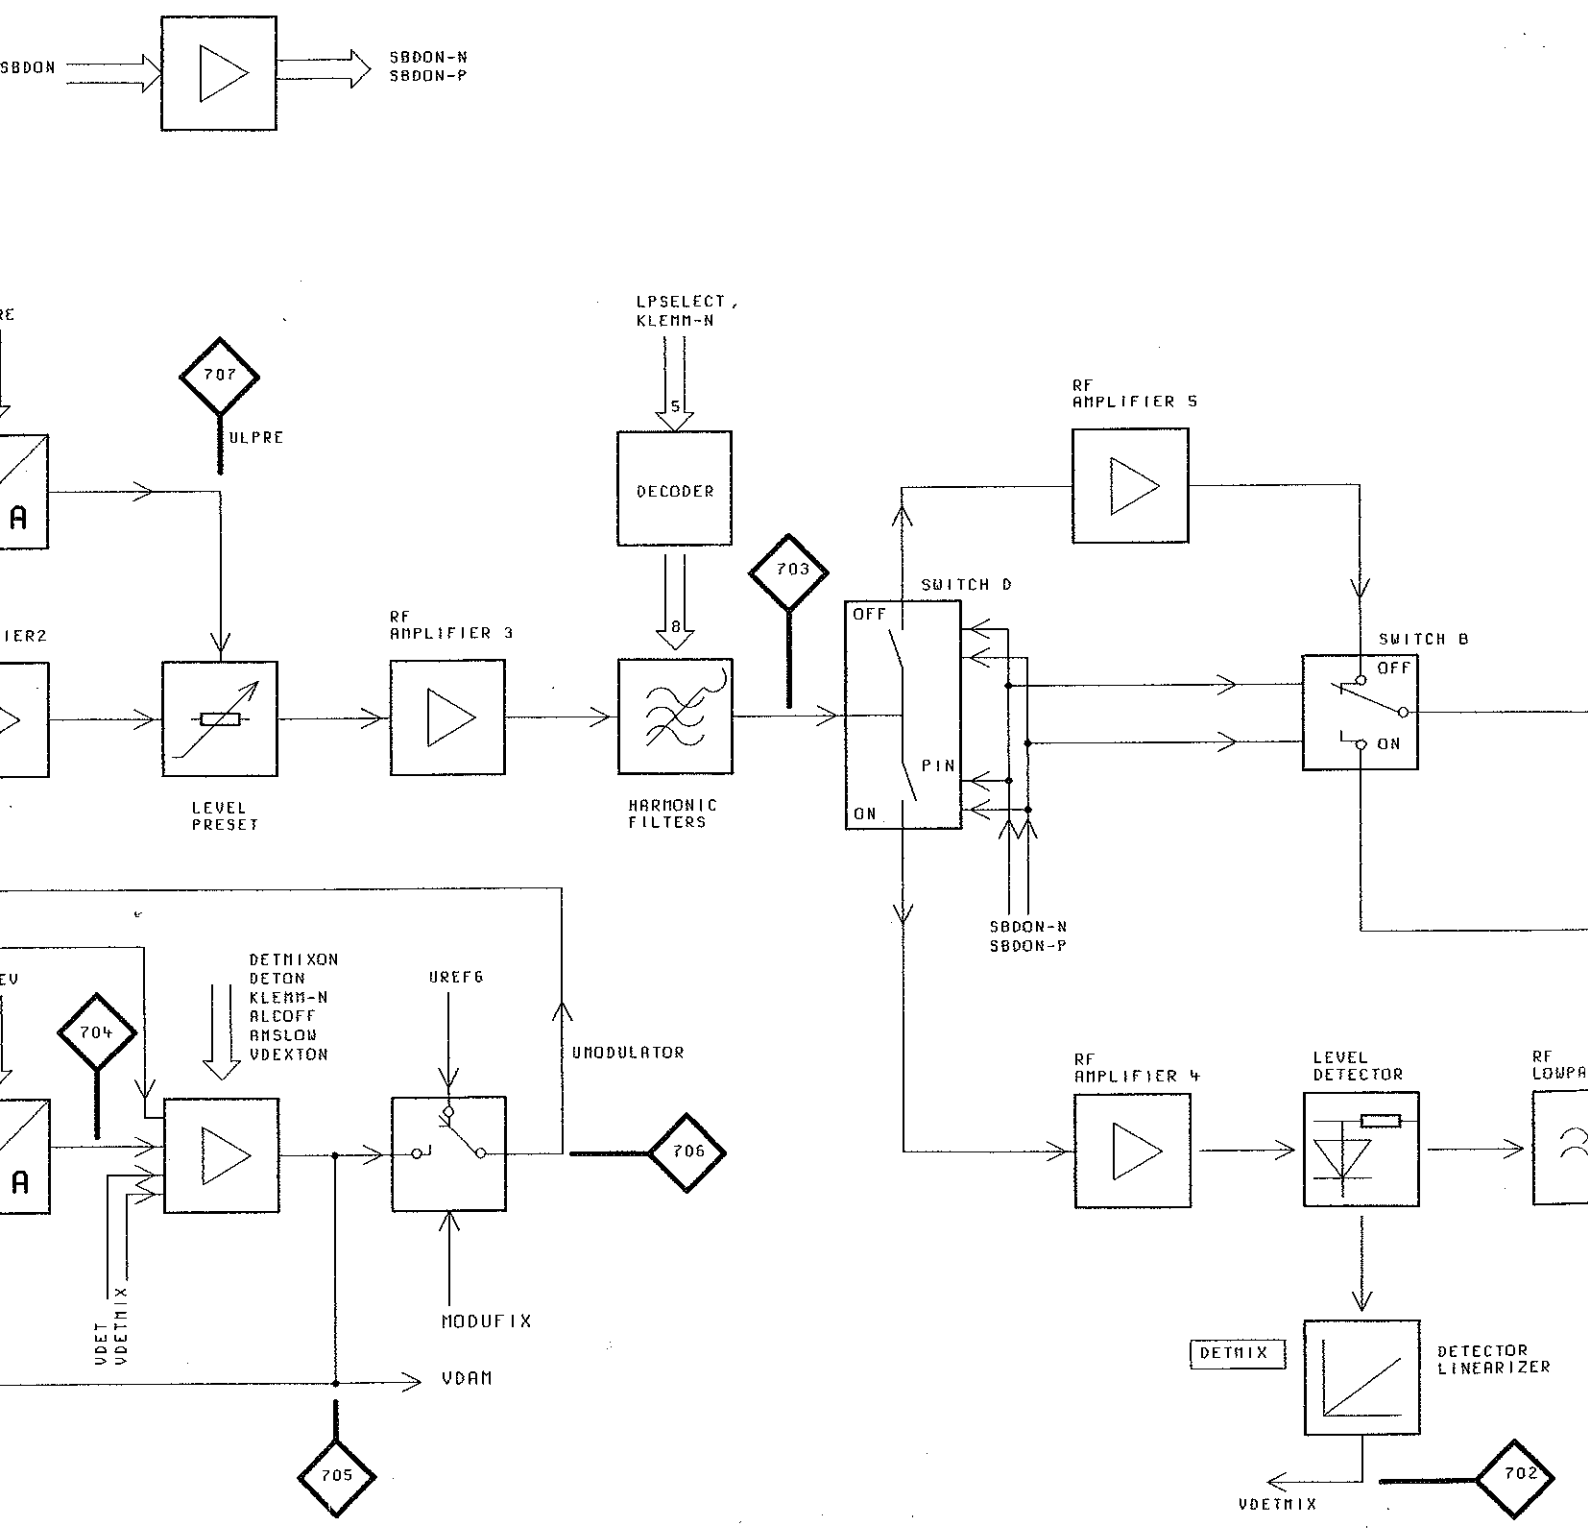 SBDON
SBDON-N
SBDON-P
LPSELECT,
KLEMM-N
RE
707
ULPRE
5
RF
AMPLIFIER 5
A
DECODER
703
SWITCH D
OFF
8
IER2
RF
AMPLIFIER 3
SWITCH B
OFF
PIN
ON
ON
LEVEL
PRESET
HARMONIC
FILTERS
SBDON-N
SBDON-P
EV
DETMIXON
DETON
KLEMM-N
ALCOFF
AMSLOW
VDEXTON
UREF6
704
UMODULATOR
RF
AMPLIFIER 4
LEVEL
DETECTOR
RF
LOWPA
706
A
VDET
VDETMIX
MODUFIX
VDAM
DETMIX
DETECTOR
LINEARIZER
705
702
VDETMIX